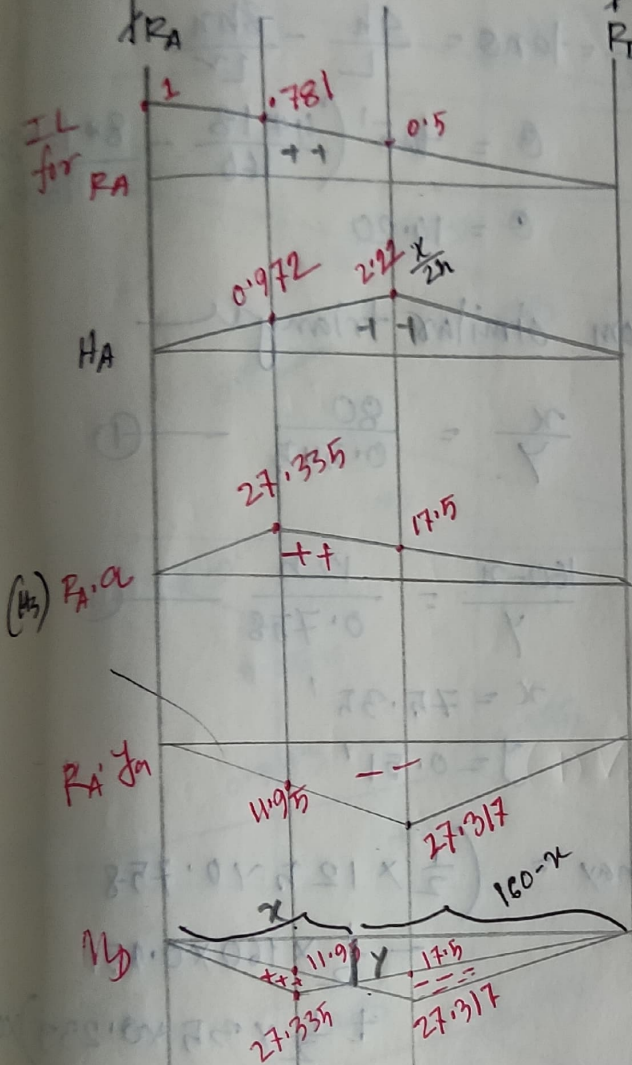 RA
1
.781
0.5
IL
for
RA
++
0.972
2.22 x/2h
++
HA
27.335
17.5
++
RA.a
--
RA.ya
11.95
27.317
x
160-x
MD
11.95
y
17.5
+++
27.335
27.317